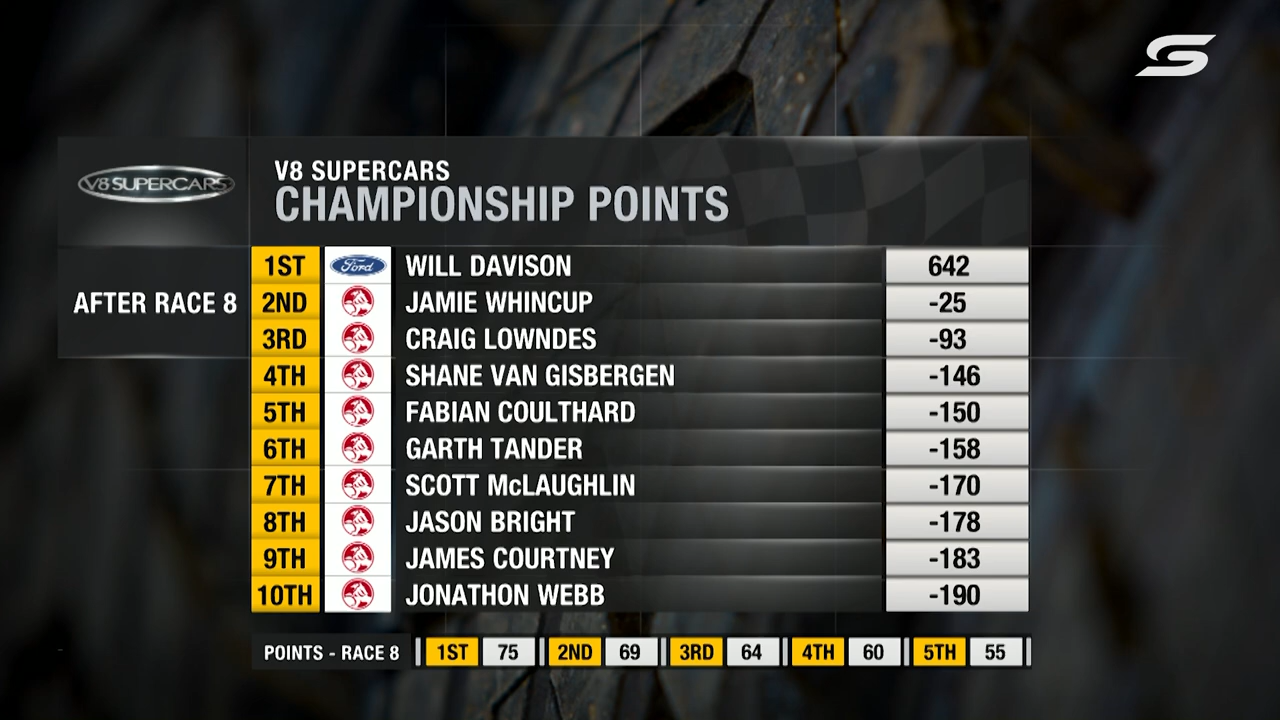 V8 SUPERCARS
V8 SUPERCARS
CHAMPIONSHIP POINTS
AFTER RACE 8
1ST Ford WILL DAVISON 642
2ND JAMIE WHINCUP -25
3RD CRAIG LOWNDES -93
4TH SHANE VAN GISBERGEN -146
5TH FABIAN COULTHARD -150
6TH GARTH TANDER -158
7TH SCOTT McLAUGHLIN -170
8TH JASON BRIGHT -178
9TH JAMES COURTNEY -183
10TH JONATHON WEBB -190
POINTS - RACE 8 1ST 75 2ND 69 3RD 64 4TH 60 5TH 55